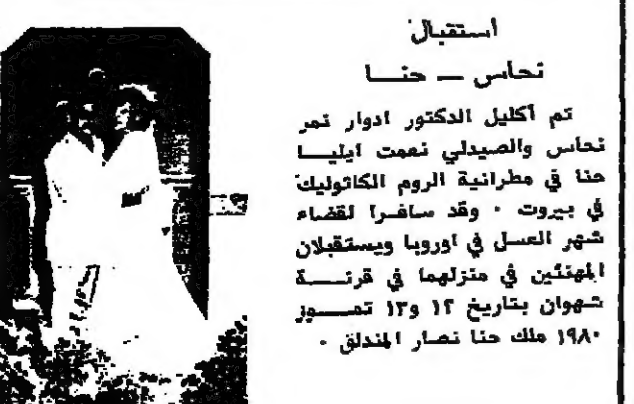 استقبال
نحاس — حنا
تم أكليل الدكتور ادوار نمر
نحاس والصيدلي نعمت ايليا
حنا في مطرانية الروم الكاثوليك
في بيروت · وقد سافرا لقضاء
شهر العسل في اوروبا ويستقبلان
المهنئين في منزلهما في قرنة
شهوان بتاريخ ١٢ و١٣ تموز
١٩٨٠ ملك حنا نصار المندلق ·